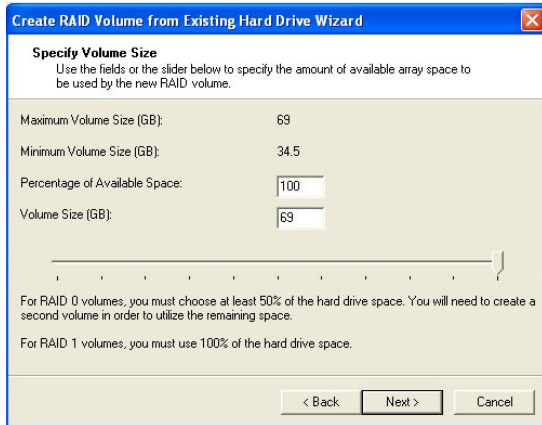 Create RAID Volume from Existing Hard Drive Wizard
Specify Volume Size
Use the fields or the slider below to specify the amount of available array space to
be used by the new RAID volume.
Maximum Volume Size (GB): 69
Minimum Volume Size (GB): 34.5
Percentage of Available Space: 100
Volume Size (GB): 69
For RAID 0 volumes, you must choose at least 50% of the hard drive space. You will need to create a
second volume in order to utilize the remaining space.
For RAID 1 volumes, you must use 100% of the hard drive space.
< Back Next > Cancel